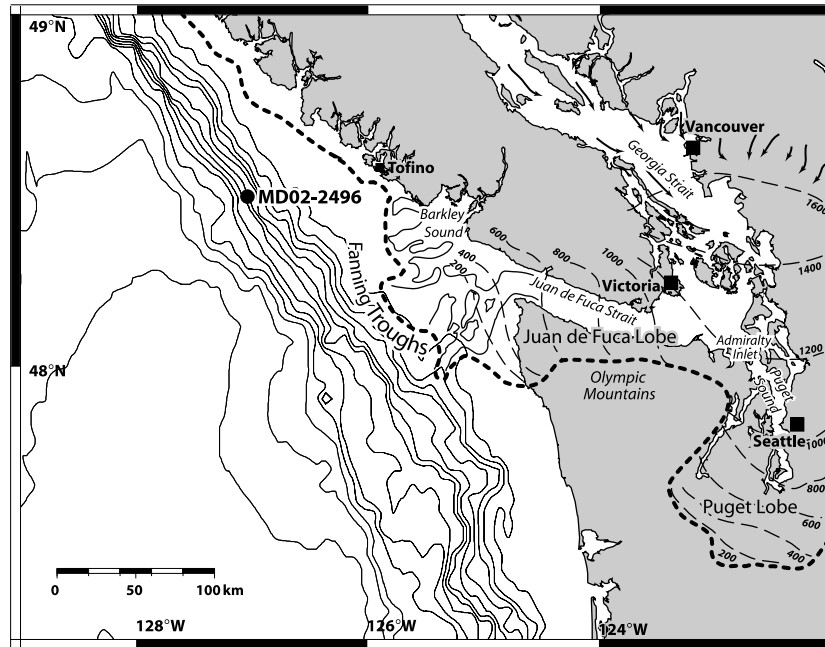 49°N
Vancouver
Georgia Strait
Tofino
MD02-2496
1600
Barkley
Sound
600
800
1000
400
200
1400
Fanning Troughs
Victoria
Juan de Fuca Strait
Juan de Fuca Lobe
Admiralty
Inlet
1200
48°N
Olympic
Mountains
Puget
Sound
Seattle
1000
800
Puget Lobe
600
200
400
0
50
100 km
128°W
126°W
124°W